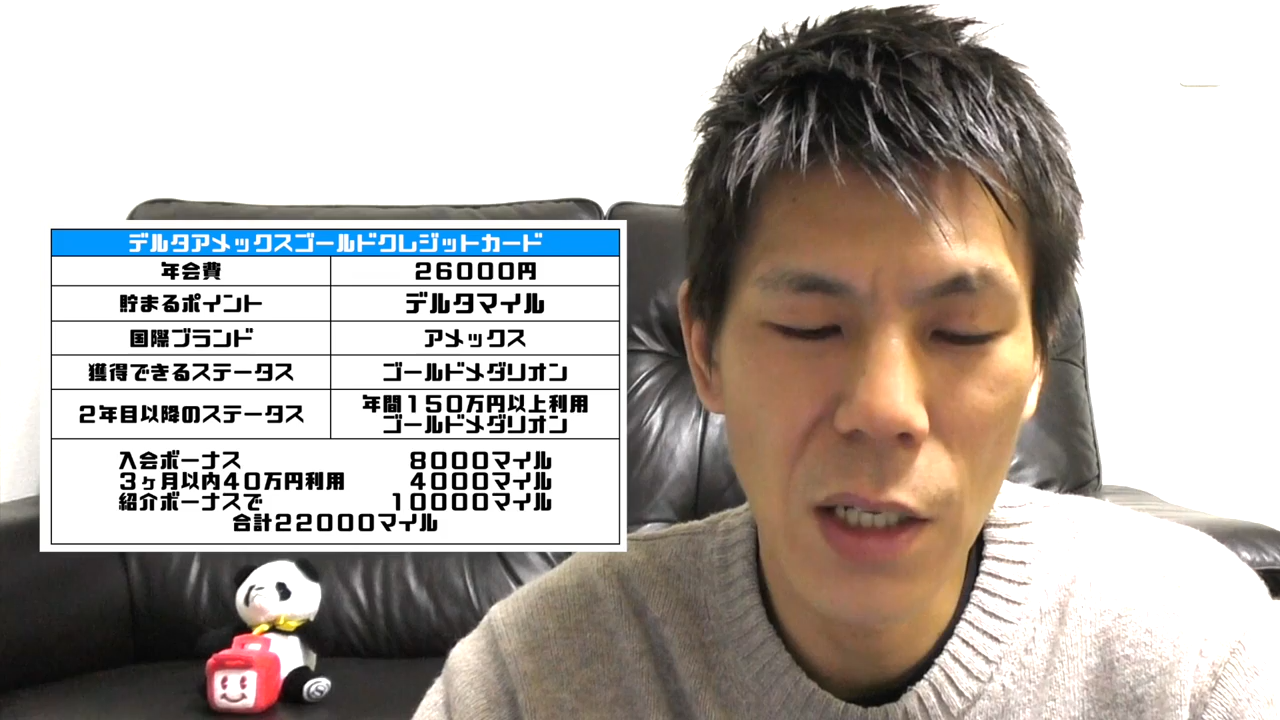 デルタアメックスゴールドクレジットカード
年会費 26000円
貯まるポイント デルタマイル
国際ブランド アメックス
獲得できるステータス ゴールドメダリオン
2年目以降のステータス 年間150万円以上利用
ゴールドメダリオン
入会ボーナス 8000マイル
3ヶ月以内40万円利用 4000マイル
紹介ボーナスで 10000マイル
合計22000マイル